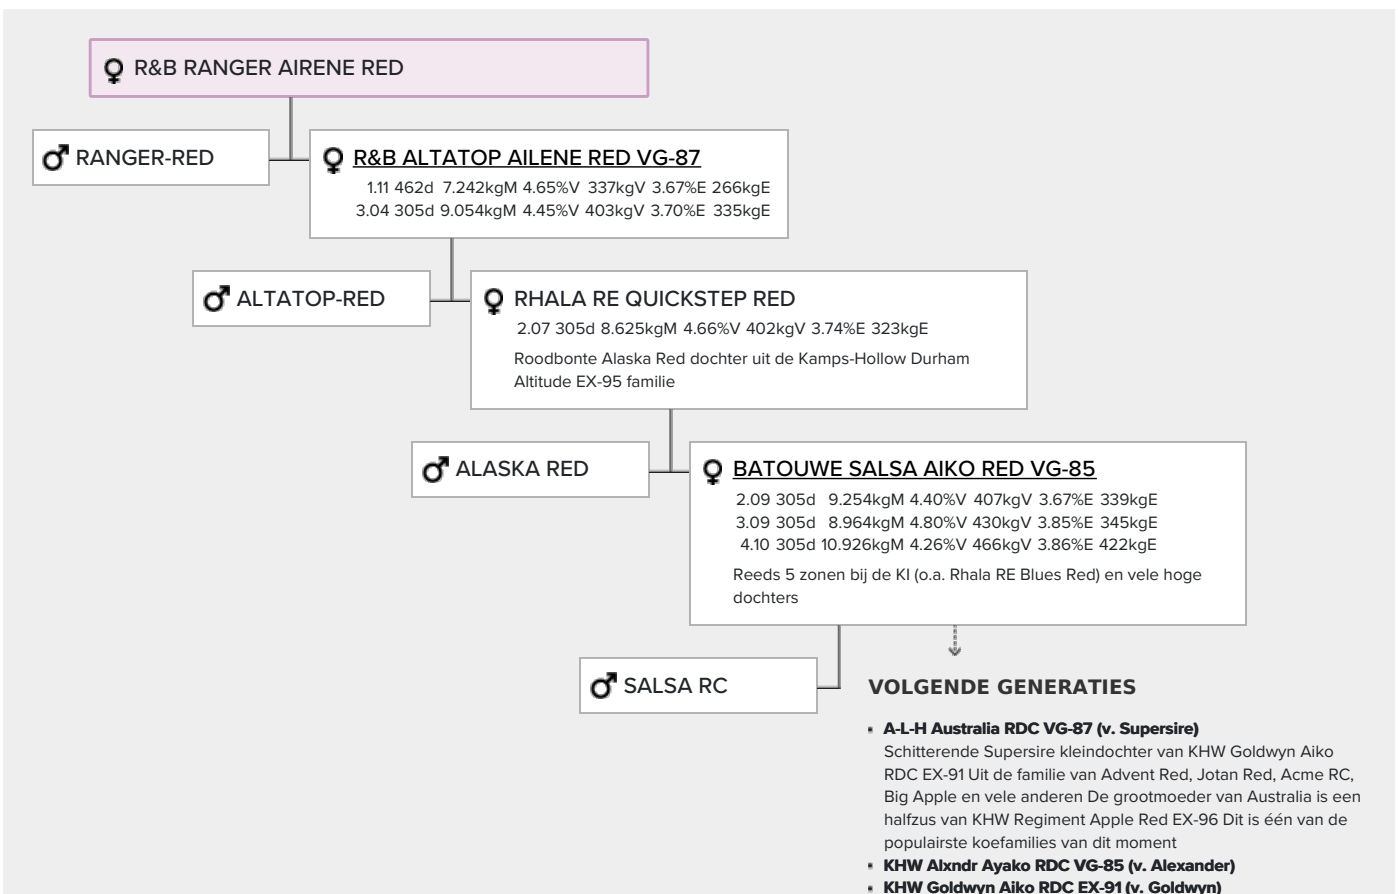 R&B RANGER AIRENE RED
RANGER-RED
R&B ALTATOP AILENE RED VG-87
1.11 462d 7.242kgM 4.65%V 337kgV 3.67%E 266kgE
3.04 305d 9.054kgM 4.45%V 403kgV 3.70%E 335kgE
ALTATOP-RED
RHALA RE QUICKSTEP RED
2.07 305d 8.625kgM 4.66%V 402kgV 3.74%E 323kgE
Roodbonte Alaska Red dochter uit de Kamps-Hollow Durham
Altitude EX-95 familie
ALASKA RED
BATOUWE SALSA AIKO RED VG-85
2.09 305d 9.254kgM 4.40%V 407kgV 3.67%E 339kgE
3.09 305d 8.964kgM 4.80%V 430kgV 3.85%E 345kgE
4.10 305d 10.926kgM 4.26%V 466kgV 3.86%E 422kgE
Reeds 5 zonen bij de KI (o.a. Rhala RE Blues Red) en vele hoge
dochters
SALSA RC
VOLGENDE GENERATIES
A-L-H Australia RDC VG-87 (v. Supersire)
Schitterende Supersire kleindochter van KHW Goldwyn Aiko
RDC EX-91 Uit de familie van Advent Red, Jotan Red, Acme RC,
Big Apple en vele anderen De grootmoeder van Australia is een
halfzus van KHW Regiment Apple Red EX-96 Dit is één van de
populairste koefamilies van dit moment
KHW Alxndr Ayako RDC VG-85 (v. Alexander)
KHW Goldwyn Aiko RDC EX-91 (v. Goldwyn)